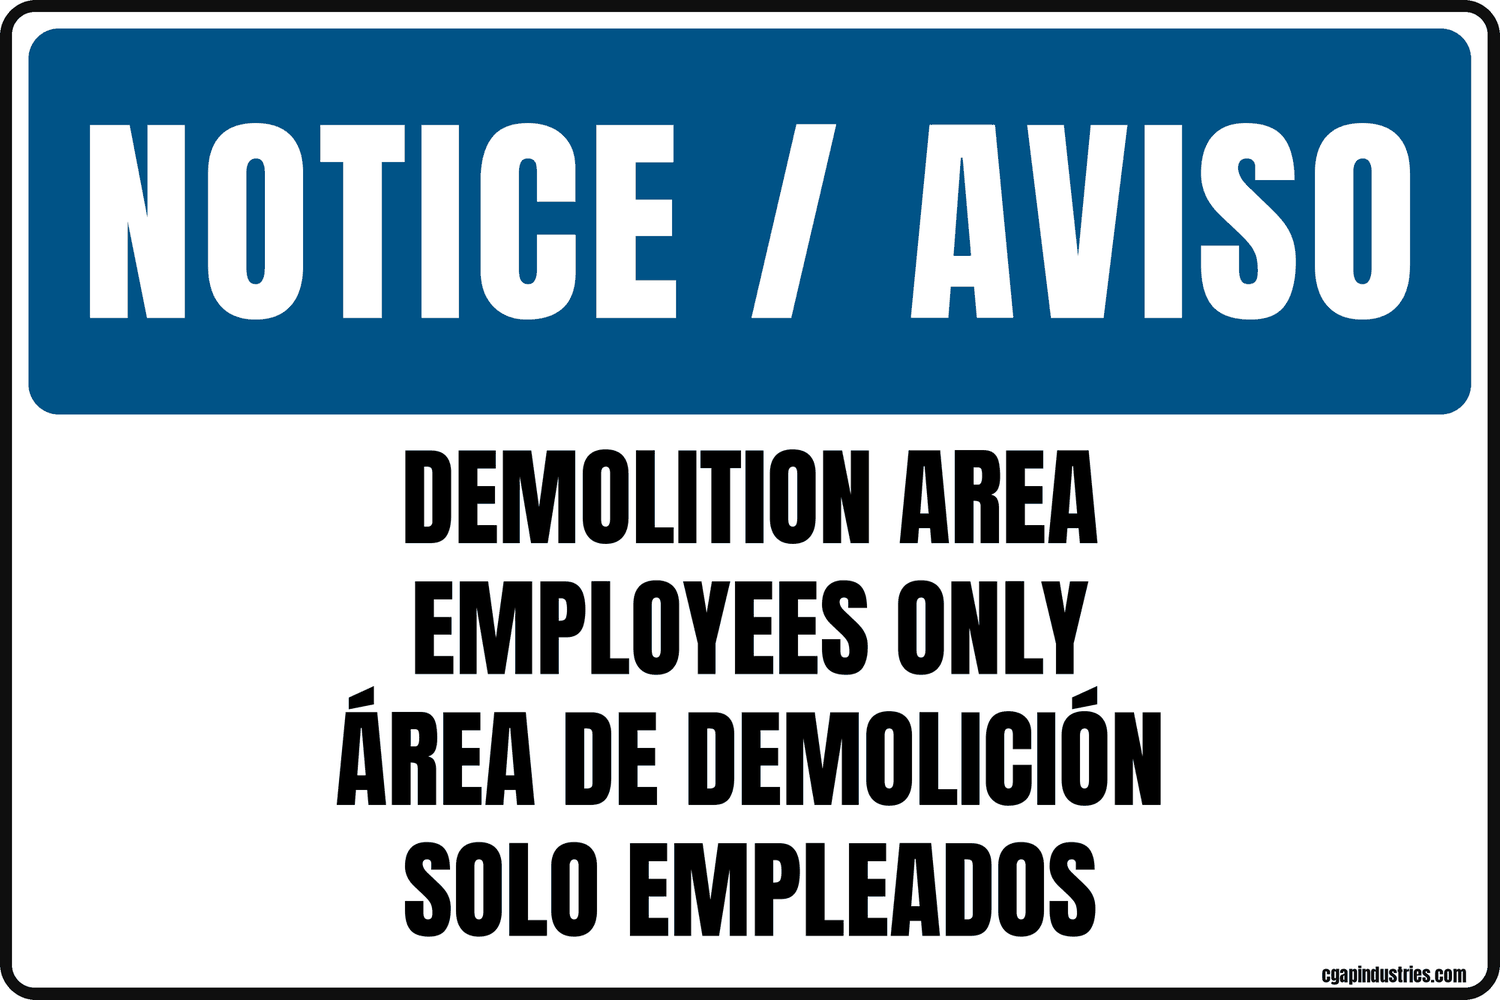 NOTICE / AVISO
DEMOLITION AREA
EMPLOYEES ONLY
ÁREA DE DEMOLICIÓN
SOLO EMPLEADOS
cgapindustries.com